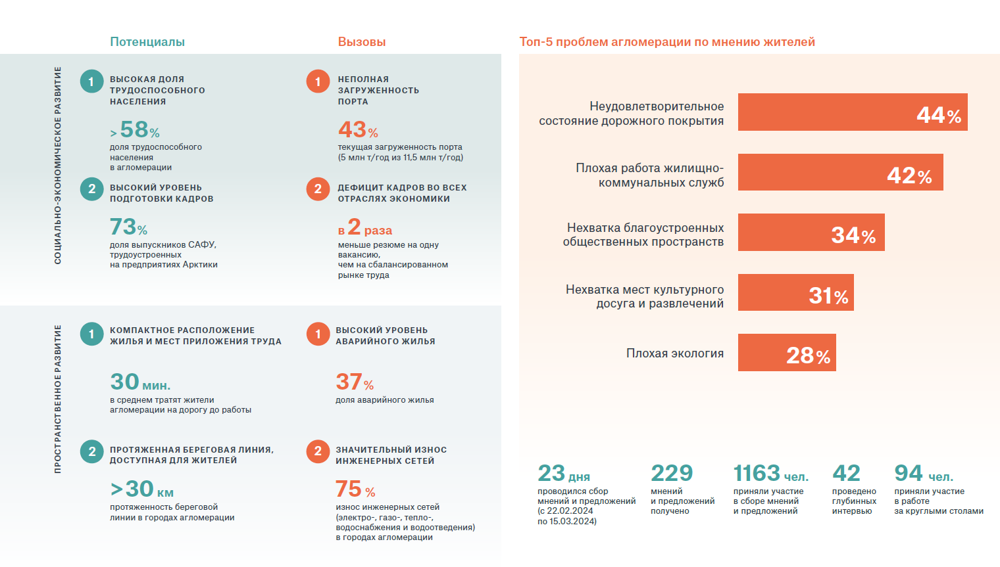 Потенциалы
Вызовы
СОЦИАЛЬНО-ЭКОНОМИЧЕСКОЕ РАЗВИТИЕ
1
ВЫСОКАЯ ДОЛЯ
ТРУДОСПОСОБНОГО
НАСЕЛЕНИЯ
> 58%
доля трудоспособного
населения
в агломерации
2
ВЫСОКИЙ УРОВЕНЬ
ПОДГОТОВКИ КАДРОВ
73%
доля выпускников САФУ,
трудоустроенных
на предприятиях Арктики
1
НЕПОЛНАЯ
ЗАГРУЖЕННОСТЬ
ПОРТА
43%
текущая загруженность порта
(5 млн т/год из 11,5 млн т/год)
2
ДЕФИЦИТ КАДРОВ ВО ВСЕХ
ОТРАСЛЯХ ЭКОНОМИКИ
в 2 раза
меньше резюме на одну
вакансию,
чем на сбалансированном
рынке труда
ПРОСТРАНСТВЕННОЕ РАЗВИТИЕ
1
КОМПАКТНОЕ РАСПОЛОЖЕНИЕ
ЖИЛЬЯ И МЕСТ ПРИЛОЖЕНИЯ ТРУДА
30 мин.
в среднем тратят жители
агломерации на дорогу до работы
2
ПРОТЯЖЕННАЯ БЕРЕГОВАЯ ЛИНИЯ,
ДОСТУПНАЯ ДЛЯ ЖИТЕЛЕЙ
>30 км
протяженность береговой
линии в городах агломерации
1
ВЫСОКИЙ УРОВЕНЬ
АВАРИЙНОГО ЖИЛЬЯ
37%
доля аварийного жилья
2
ЗНАЧИТЕЛЬНЫЙ ИЗНОС
ИНЖЕНЕРНЫХ СЕТЕЙ
75 %
износ инженерных сетей
(электро-, газо-, тепло-,
водоснабжения и водоотведения)
в городах агломерации
Топ-5 проблем агломерации по мнению жителей
Неудовлетворительное
состояние дорожного покрытия
44%
Плохая работа жилищно-
коммунальных служб
42%
Нехватка благоустроенных
общественных пространств
34%
Нехватка мест культурного
досуга и развлечений
31%
Плохая экология
28%
23 дня
проводился сбор
мнений и предложений
(с 22.02.2024
по 15.03.2024)
229
мнений
и предложений
получено
1163 чел.
приняли участие
в сборе мнений
и предложений
42
проведено
глубинных
интервью
94 чел.
приняли участие
в работе
за круглыми столами